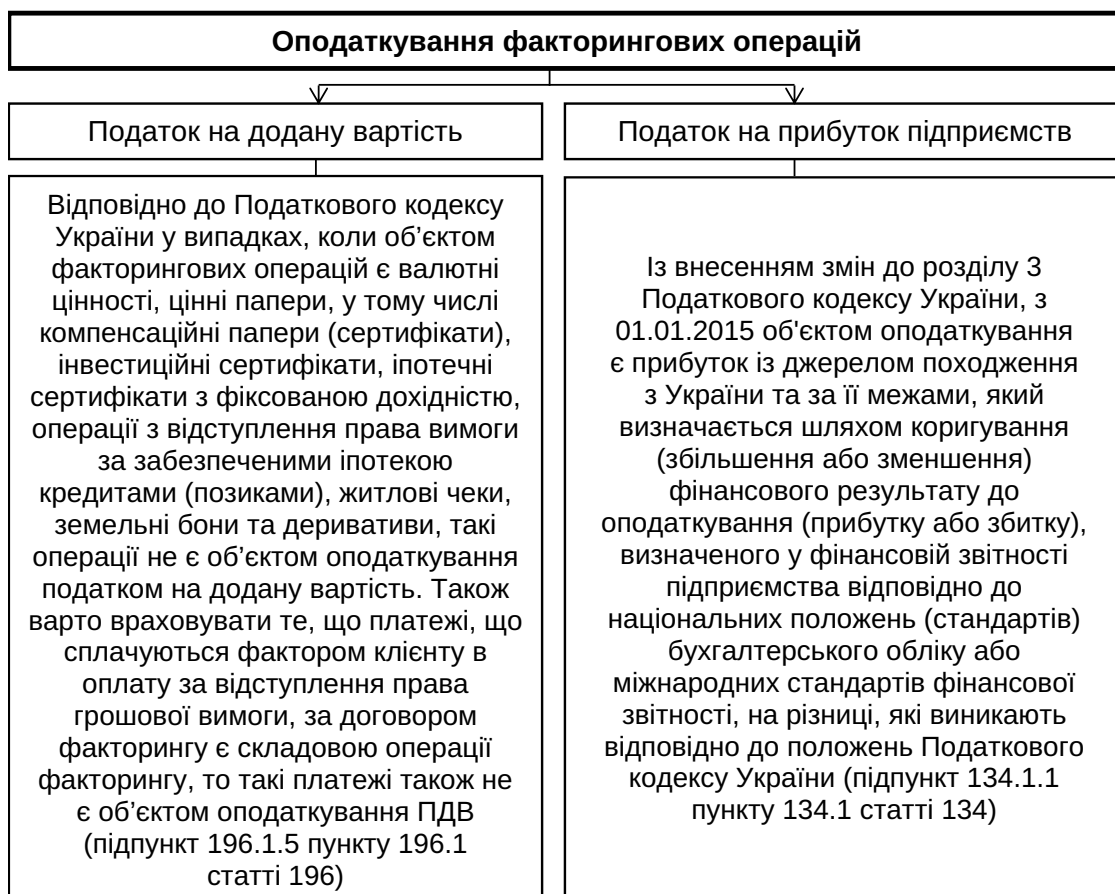 Оподаткування факторингових операцій
Податок на додану вартість
Податок на прибуток підприємств
Відповідно до Податкового кодексу
України у випадках, коли об’єктом
факторингових операцій є валютні
цінності, цінні папери, у тому числі
компенсаційні папери (сертифікати),
інвестиційні сертифікати, іпотечні
сертифікати з фіксованою дохідністю,
операції з відступлення права вимоги
за забезпеченими іпотекою
кредитами (позиками), житлові чеки,
земельні бони та деривативи, такі
операції не є об’єктом оподаткування
податком на додану вартість. Також
варто враховувати те, що платежі, що
сплачуються фактором клієнту в
оплату за відступлення права
грошової вимоги, за договором
факторингу є складовою операції
факторингу, то такі платежі також не
є об’єктом оподаткування ПДВ
(підпункт 196.1.5 пункту 196.1
статті 196)
Із внесенням змін до розділу 3
Податкового кодексу України, з
01.01.2015 об'єктом оподаткування
є прибуток із джерелом походження
з України та за її межами, який
визначається шляхом коригування
(збільшення або зменшення)
фінансового результату до
оподаткування (прибутку або збитку),
визначеного у фінансовій звітності
підприємства відповідно до
національних положень (стандартів)
бухгалтерського обліку або
міжнародних стандартів фінансової
звітності, на різниці, які виникають
відповідно до положень Податкового
кодексу України (підпункт 134.1.1
пункту 134.1 статті 134)